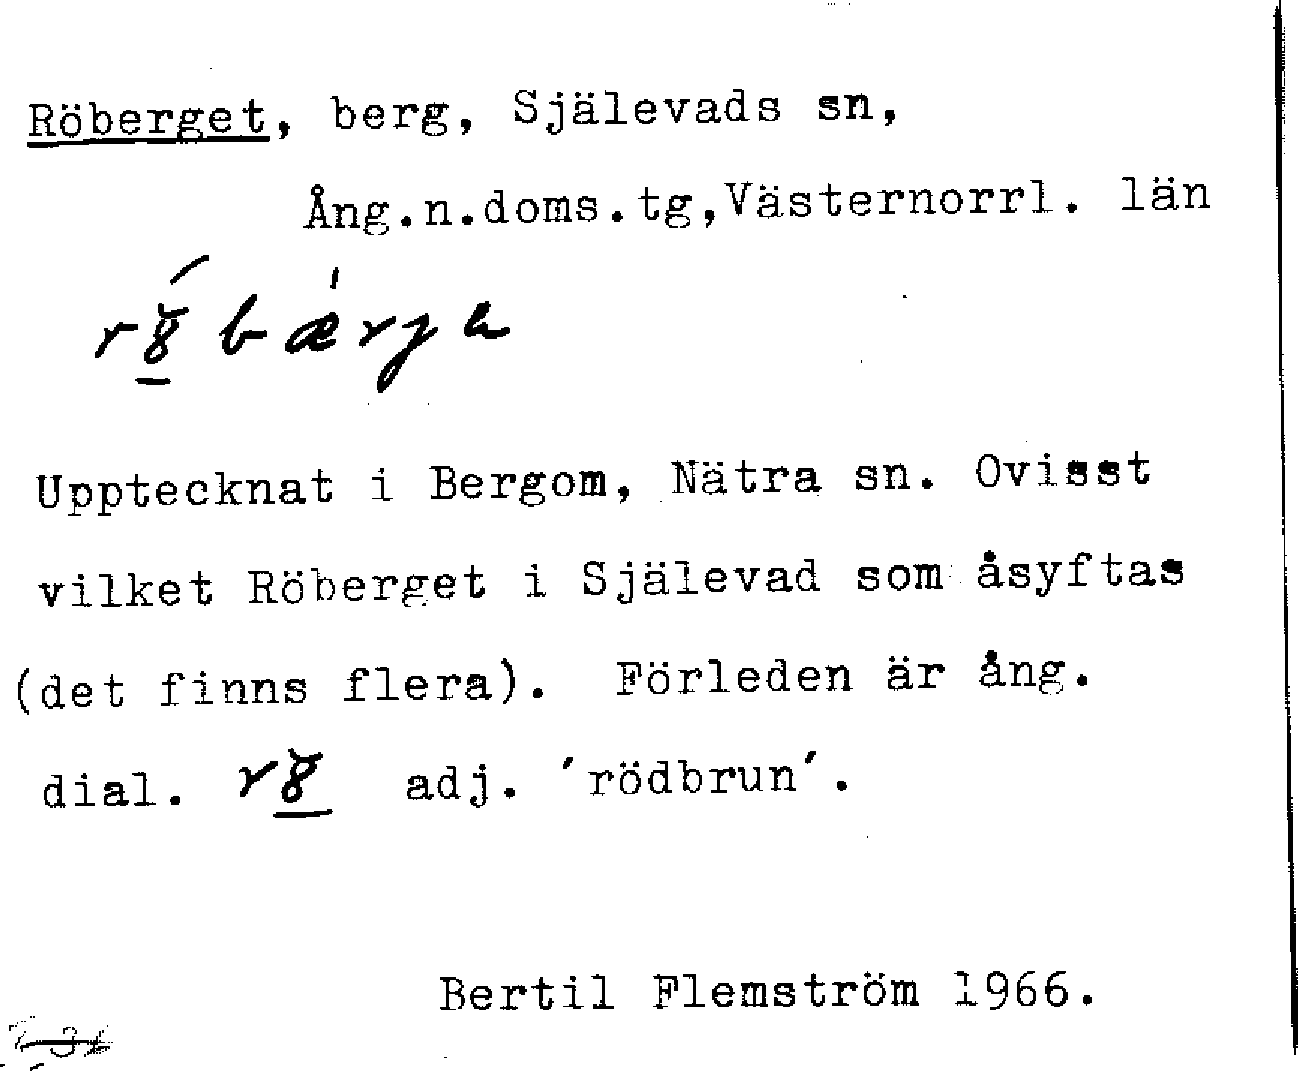 Röberget, berg, Själevads sn,
Ång.n.doms.tg,Västernorrl. län
Upptecknat i Bergom, Nätra sn. Ovisst
vilket Röberget i Själevad som åsyftas
(det finns flera). Förleden är ång.
dial. adj. ´rödbrun´.
Bertil Flemström 1966.